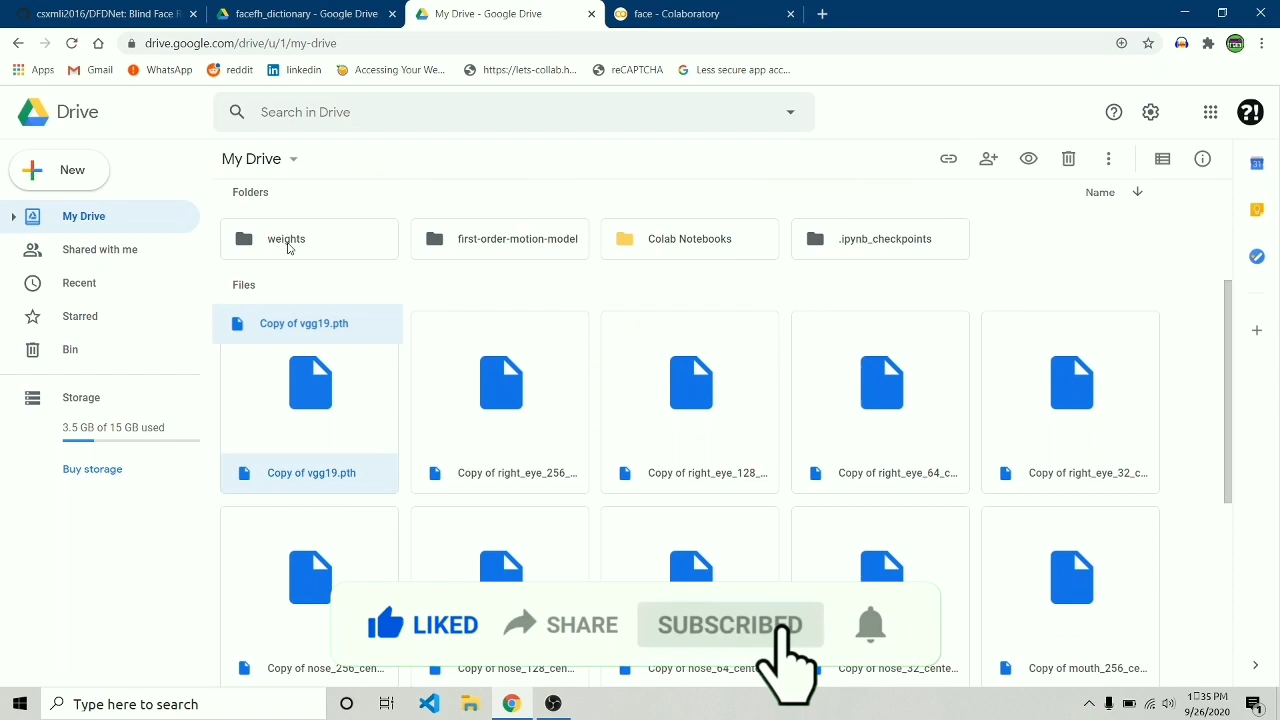 csxmli2016/DFDNet: Blind Face R
facefh_dictionary - Google Drive
My Drive - Google Drive
face - Colaboratory
drive.google.com/drive/u/1/my-drive
Apps
Gmail
WhatsApp
reddit
linkedin
Accessing Your We...
https://lets-collab.h...
reCAPTCHA
Less secure app acc...
Drive
Search in Drive
?!
New
My Drive
Shared with me
Recent
Starred
Bin
Storage
3.5 GB of 15 GB used
Buy storage
My Drive
Folders
Name
weights
first-order-motion-model
Colab Notebooks
.ipynb_checkpoints
Files
Copy of vgg19.pth
Copy of vgg19.pth
Copy of right_eye_256_...
Copy of right_eye_128_...
Copy of right_eye_64_c...
Copy of right_eye_32_c...
LIKED
SHARE
SUBSCRIBED
Copy of nose_256_cen...
Copy of nose_128_cen...
Copy of nose_64_cent...
Copy of nose_32_cente...
Copy of mouth_256_ce...
Type here to search
9/26/2020